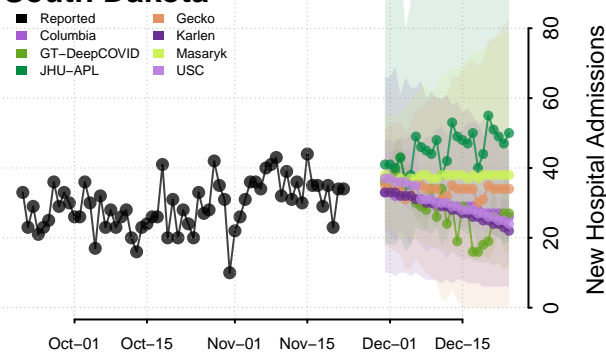 South Dakota
Reported
Columbia
GT−DeepCOVID
JHU−APL
Gecko
Karlen
Masaryk
USC
0
20
40
60
80
New Hospital Admissions
Oct−01
Oct−15
Nov−01
Nov−15
Dec−01
Dec−15